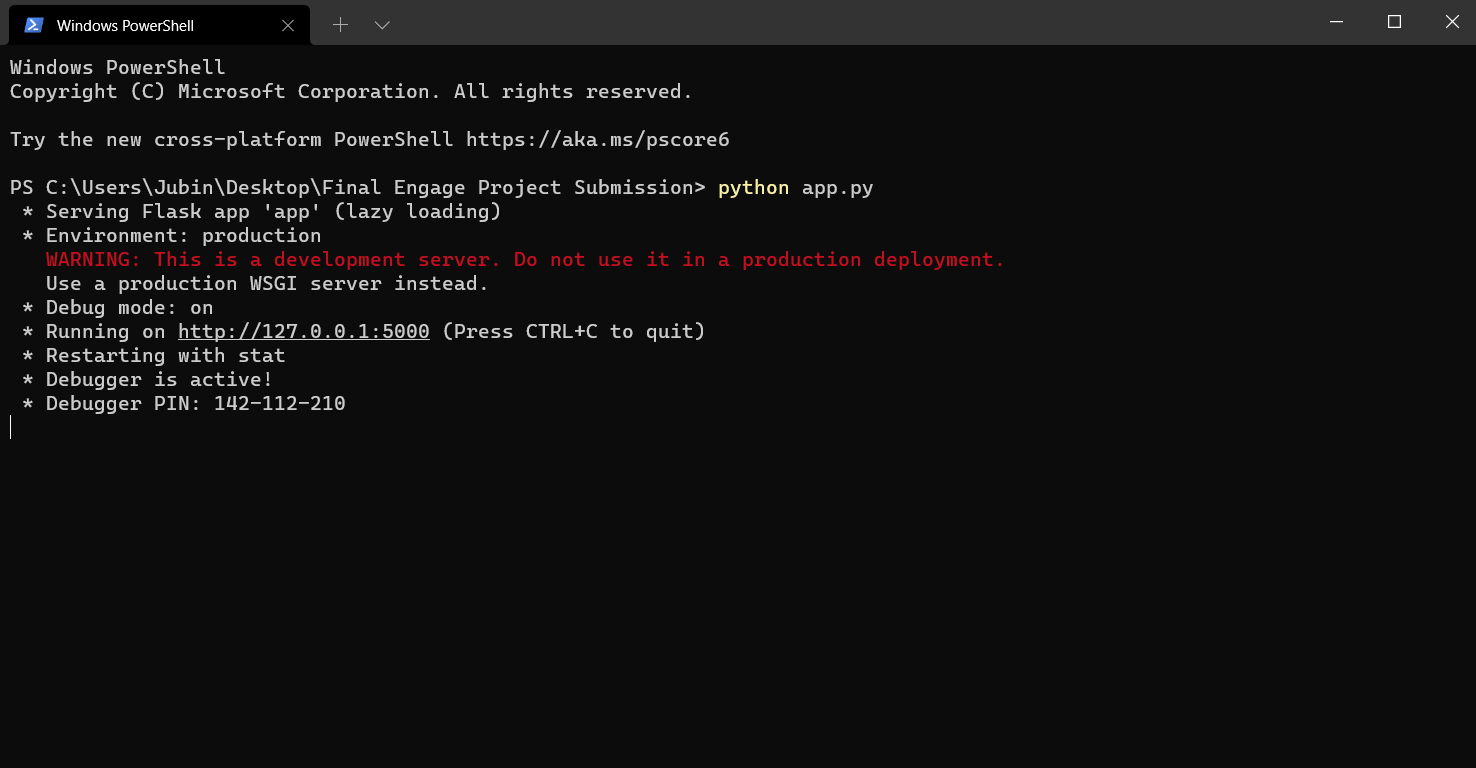 Windows PowerShell
Windows PowerShell
Copyright (C) Microsoft Corporation. All rights reserved.
Try the new cross-platform PowerShell https://aka.ms/pscore6
PS C:\Users\Jubin\Desktop\Final Engage Project Submission> python app.py
* Serving Flask app 'app' (lazy loading)
* Environment: production
WARNING: This is a development server. Do not use it in a production deployment.
Use a production WSGI server instead.
* Debug mode: on
* Running on http://127.0.0.1:5000 (Press CTRL+C to quit)
* Restarting with stat
* Debugger is active!
* Debugger PIN: 142-112-210